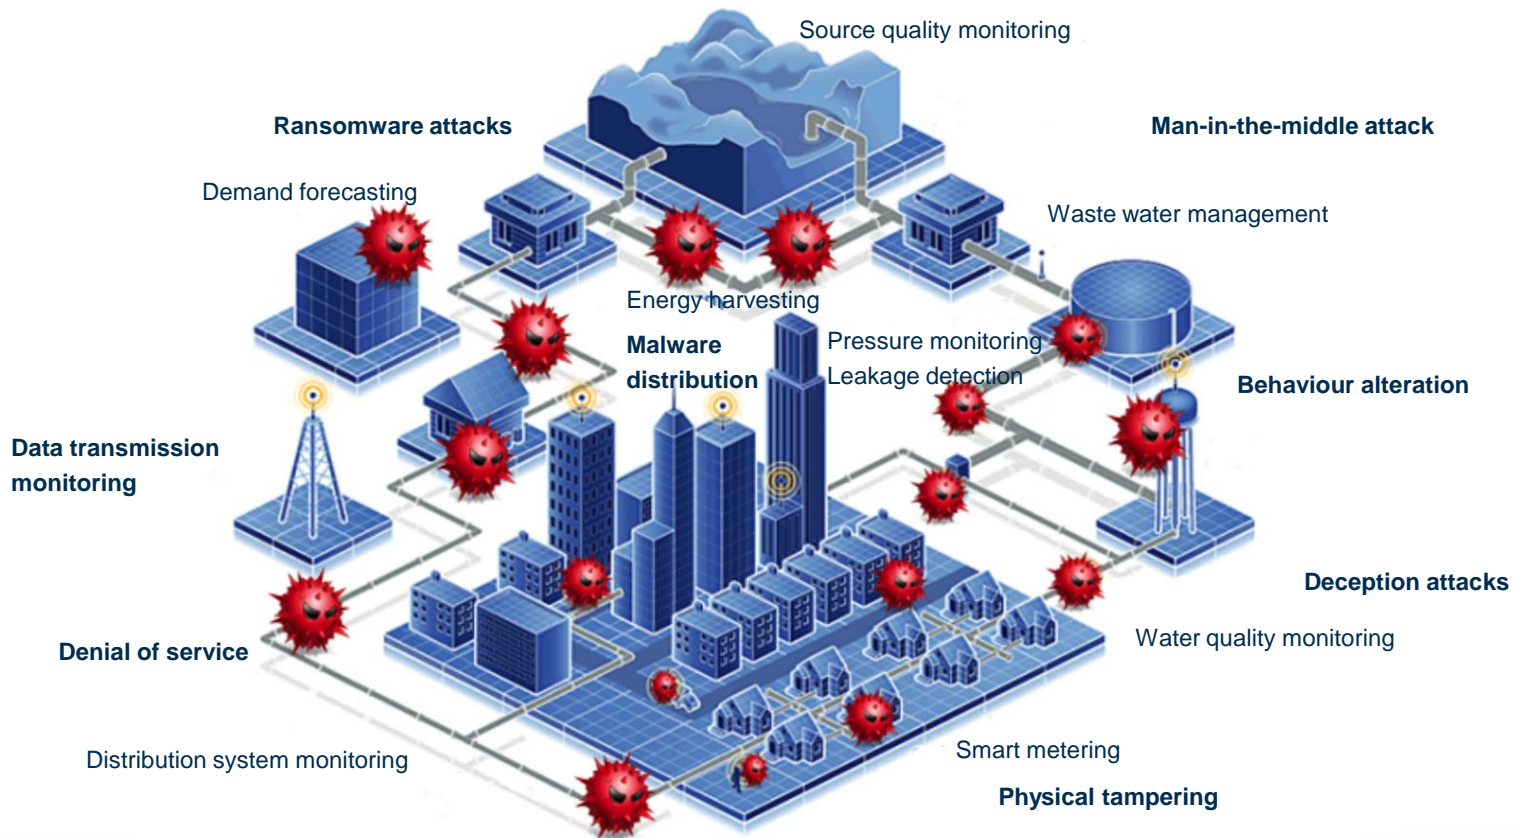 Source quality monitoring
Ransomware attacks
Man-in-the-middle attack
Demand forecasting
Waste water management
Energy harvesting
Malware
distribution
Pressure monitoring
Leakage detection
Behaviour alteration
Data transmission
monitoring
Deception attacks
Water quality monitoring
Denial of service
Distribution system monitoring
Smart metering
Physical tampering